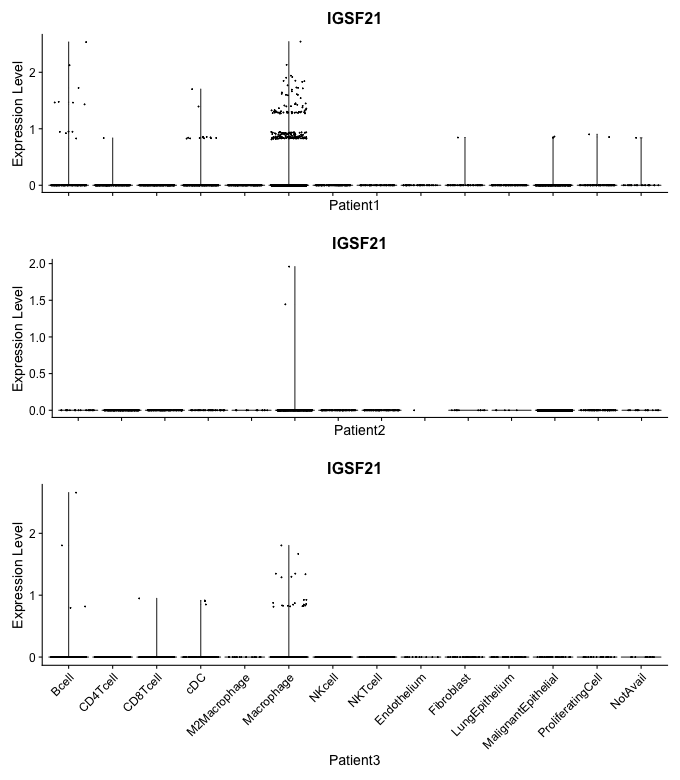 IGSF21
Expression Level
2
1
0
Patient1
IGSF21
Expression Level
2.0
1.5
1.0
0.5
0.0
Patient2
IGSF21
Expression Level
2
1
0
Bcell
CD4Tcell
CD8Tcell
cDC
M2Macrophage
Macrophage
NKcell
NKTcell
Endothelium
Fibroblast
LungEpithelium
MalignantEpithelial
ProliferatingCell
NotAvail
Patient3